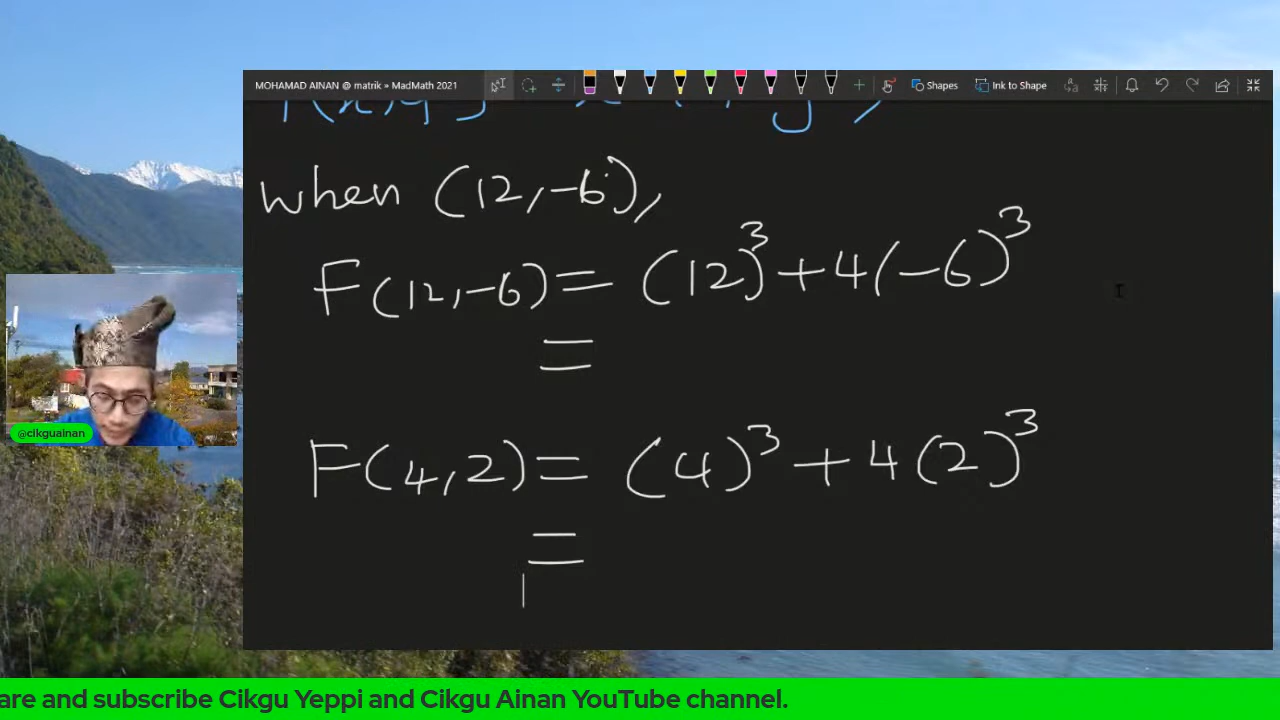 MOHAMAD AINAN @ matrik » MadMath 2021
Shapes
Ink to Shape
when (12,-6),
F(12,-6) = (12)³ + 4(-6)³
=
@cikguainan
F(4,2) = (4)³ + 4(2)³
=
are and subscribe Cikgu Yeppi and Cikgu Ainan YouTube channel.